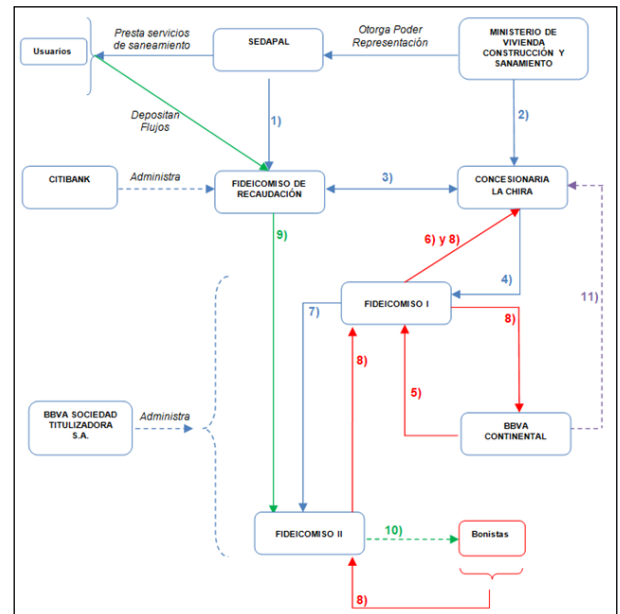 Usuarios
Presta servicios
de saneamiento
SEDAPAL
Otorga Poder
Representación
MINISTERIO DE
VIVIENDA
CONSTRUCCIÓN Y
SANAMIENTO
Depositan
Flujos
1)
2)
CITIBANK
Administra
FIDEICOMISO DE
RECAUDACIÓN
3)
CONCESIONARIA
LA CHIRA
9)
6) y 8)
4)
11)
FIDEICOMISO I
7)
8)
8)
5)
BBVA SOCIEDAD
TITULIZADORA
S.A.
Administra
BBVA
CONTINENTAL
FIDEICOMISO II
10)
Bonistas
8)